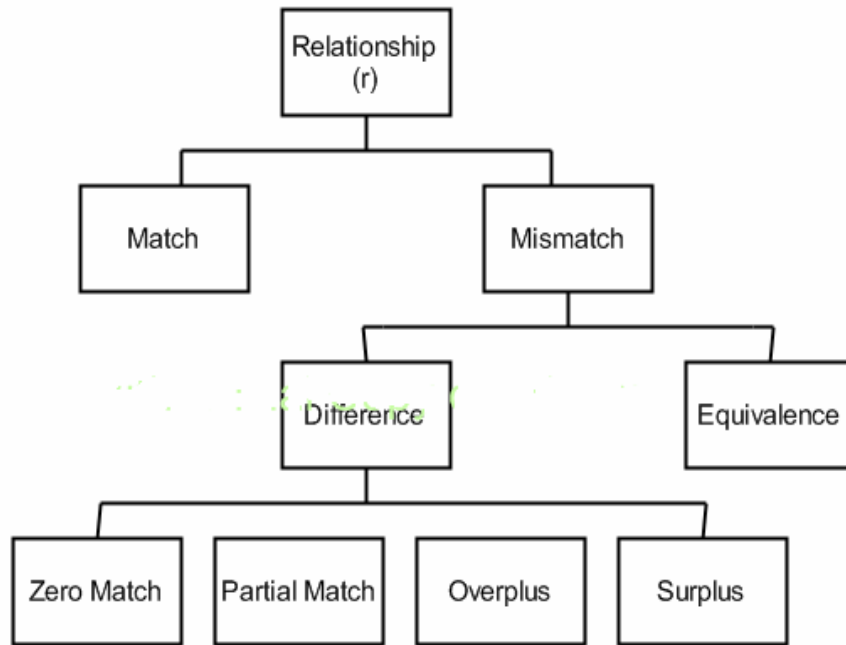 Relationship
(r)
Match
Mismatch
Difference
Equivalence
Zero Match
Partial Match
Overplus
Surplus